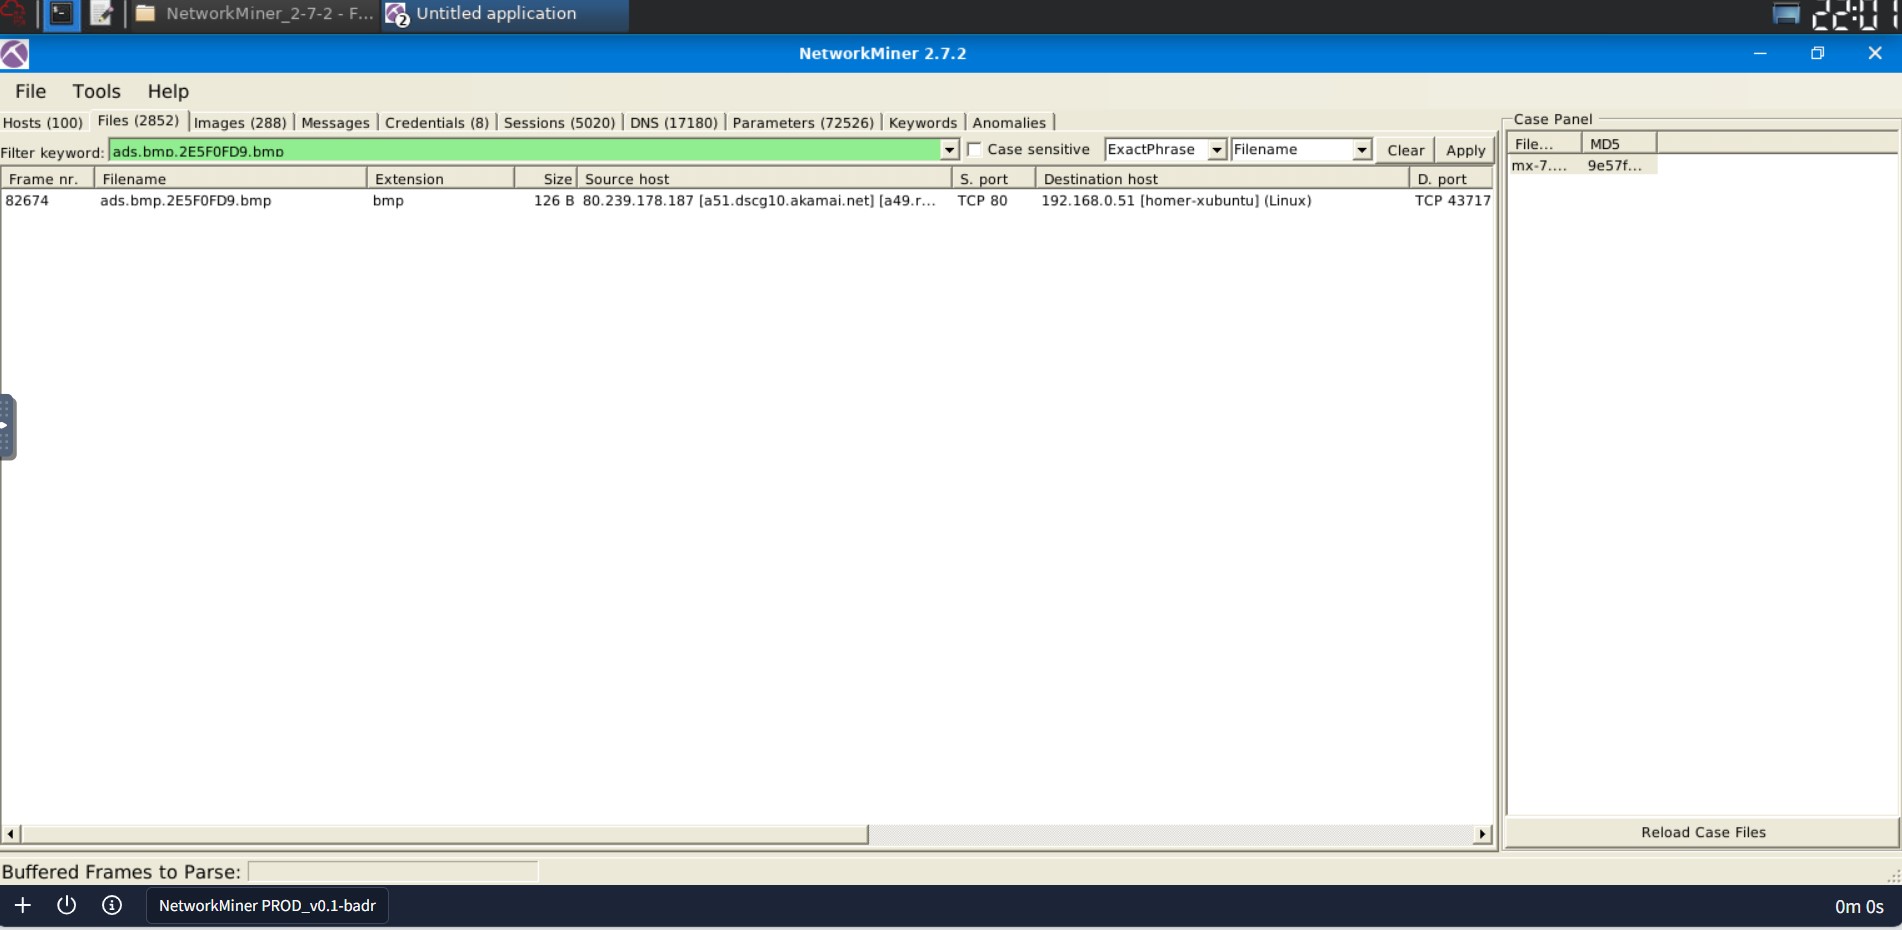 NetworkMiner_2-7-2 - F... 2 Untitled application 22:01
NetworkMiner 2.7.2
File Tools Help
Hosts (100) Files (2852) Images (288) Messages Credentials (8) Sessions (5020) DNS (17180) Parameters (72526) Keywords Anomalies
Case Panel
Filter keyword: ads.bmp.2E5F0FD9.bmp Case sensitive ExactPhrase Filename Clear Apply
File... MD5
mx-7.... 9e57f...
Frame nr. Filename Extension Size Source host S. port Destination host D. port
82674 ads.bmp.2E5F0FD9.bmp bmp 126 B 80.239.178.187 [a51.dscg10.akamai.net] [a49.r... TCP 80 192.168.0.51 [homer-xubuntu] (Linux) TCP 43717
Reload Case Files
Buffered Frames to Parse:
NetworkMiner PROD_v0.1-badr 0m 0s